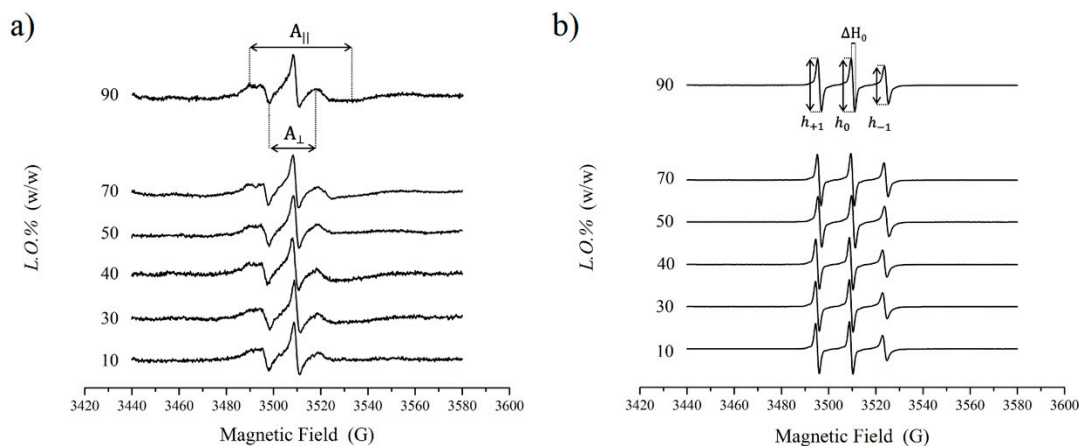 a)
A||
90
A⊥
70
50
40
30
10
L.O.% (w/w)
3420 3440 3460 3480 3500 3520 3540 3560 3580 3600
Magnetic Field (G)
b)
ΔH₀
90
h₊₁ h₀ h₋₁
70
50
40
30
10
L.O.% (w/w)
3420 3440 3460 3480 3500 3520 3540 3560 3580 3600
Magnetic Field (G)